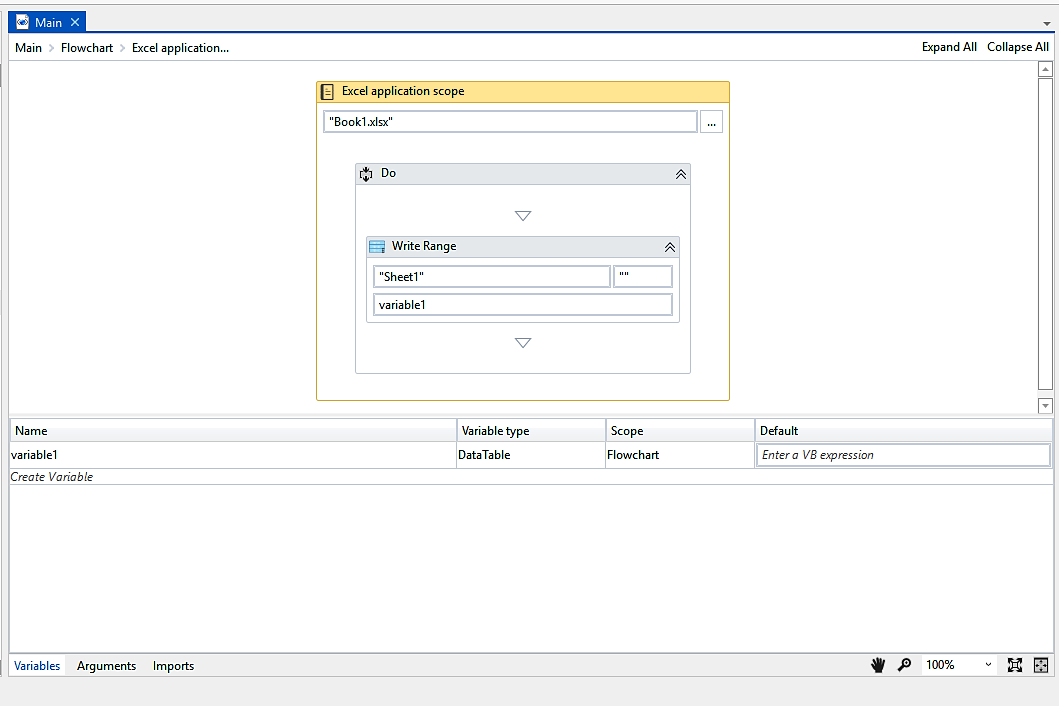 Main
Main Flowchart Excel application... Expand All Collapse All
Excel application scope
"Book1.xlsx" ...
Do
Write Range
"Sheet1" ""
variable1
Name Variable type Scope Default
variable1 DataTable Flowchart Enter a VB expression
Create Variable
Variables Arguments Imports 100%